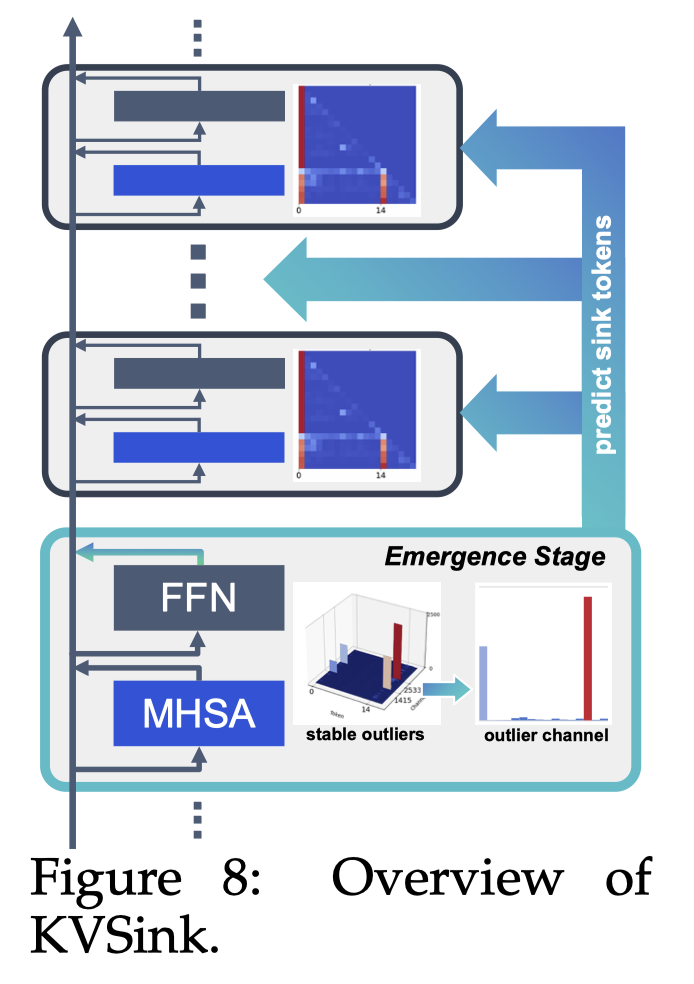 0 14
predict sink tokens
0 14
Emergence Stage
FFN
MHSA
2500
0
2533
1415
0
14
Token
stable outliers
outlier channel
Figure 8: Overview of
KVSink.